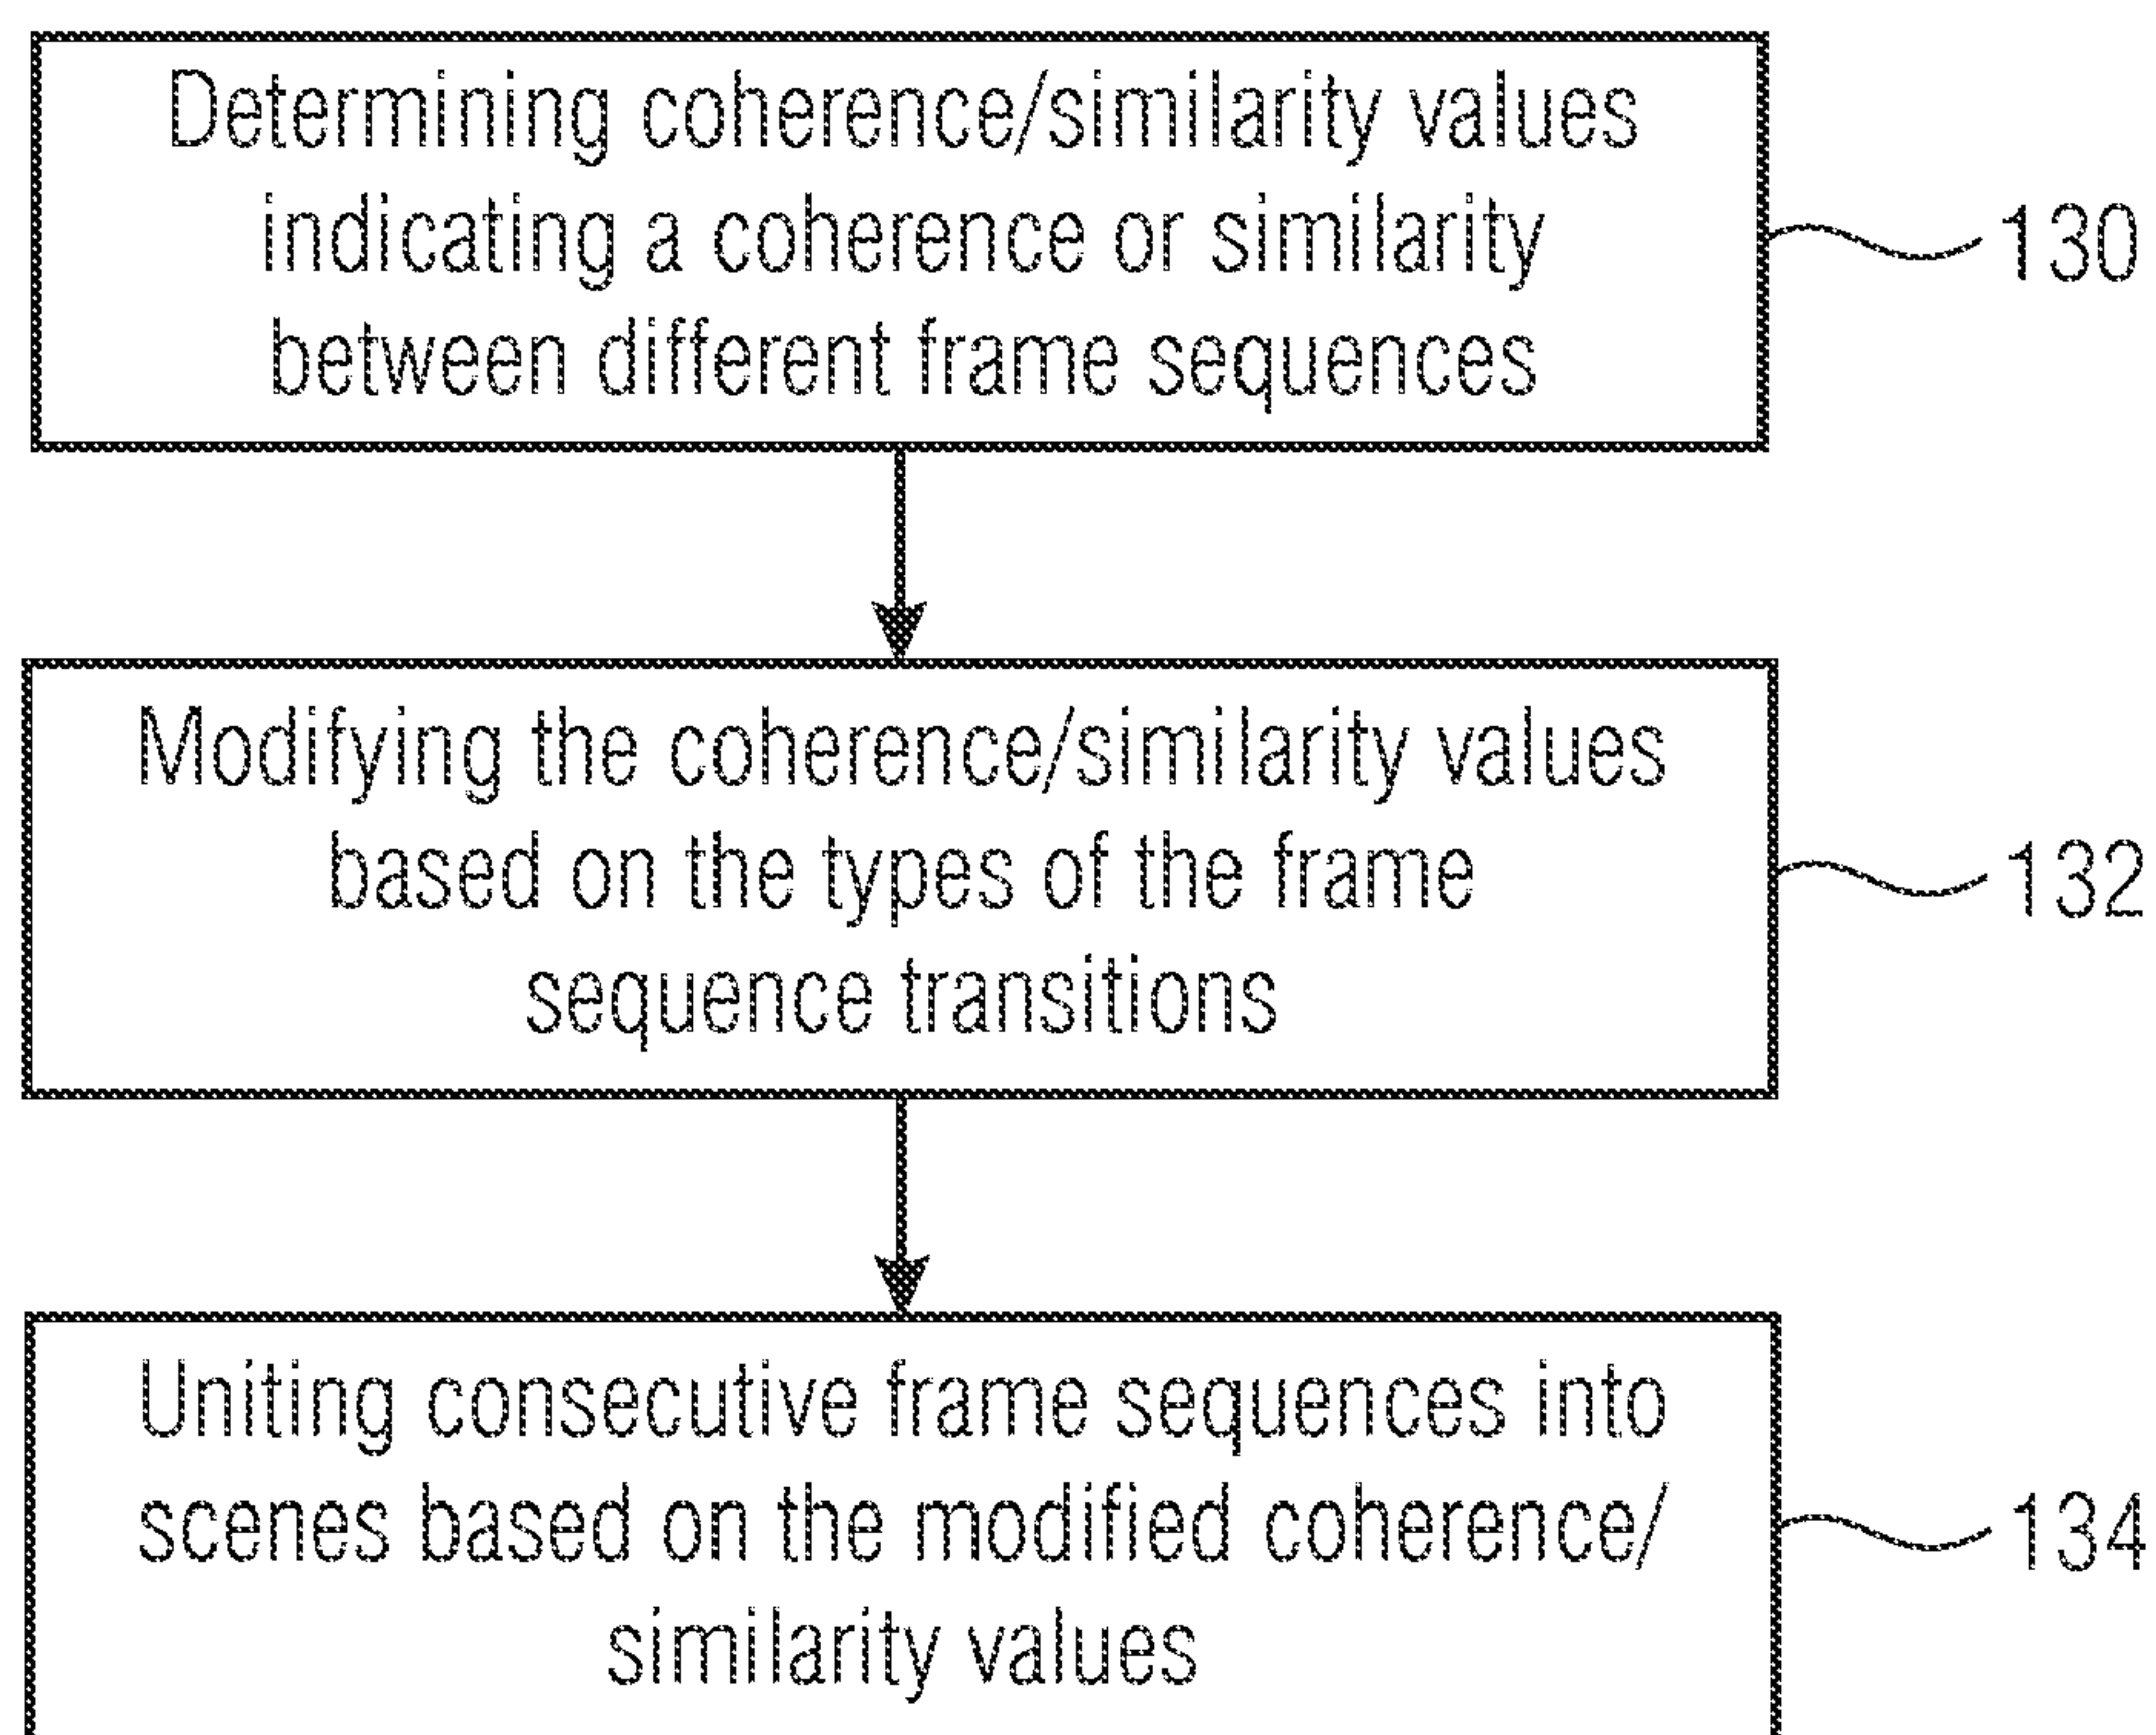 Determining coherence/similarity values
indicating a coherence or similarity
between different frame sequences
130
Modifying the coherence/similarity values
based on the types of the frame
sequence transitions
132
Uniting consecutive frame sequences into
scenes based on the modified coherence/
similarity values
134